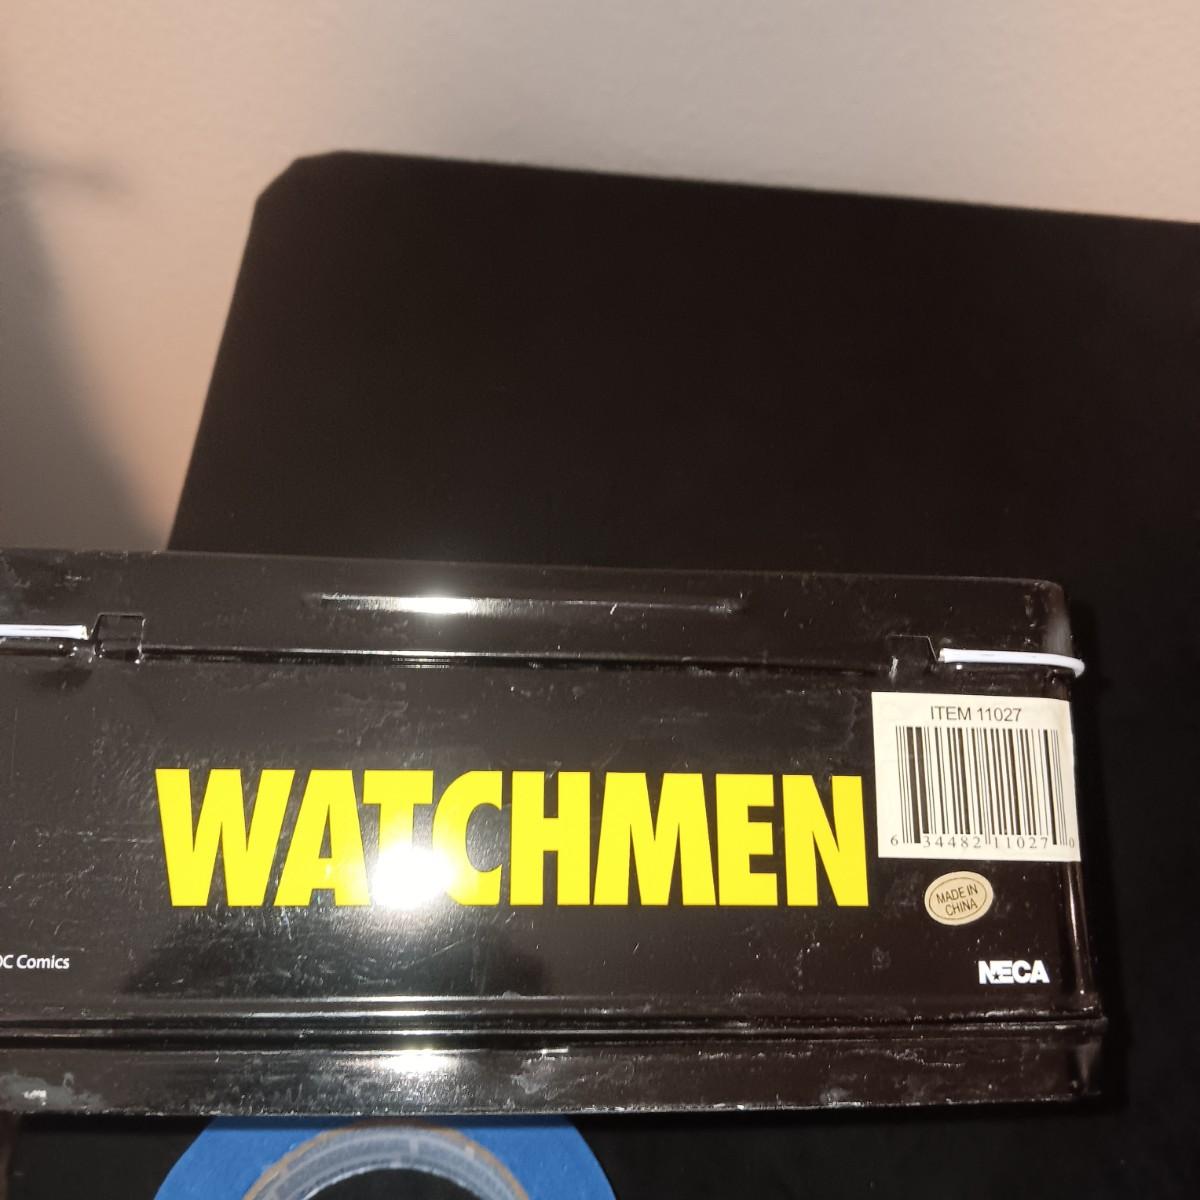 ITEM 11027
6 34482 11027 0
WATCHMEN
MADE IN
CHINA
DC Comics
NECA